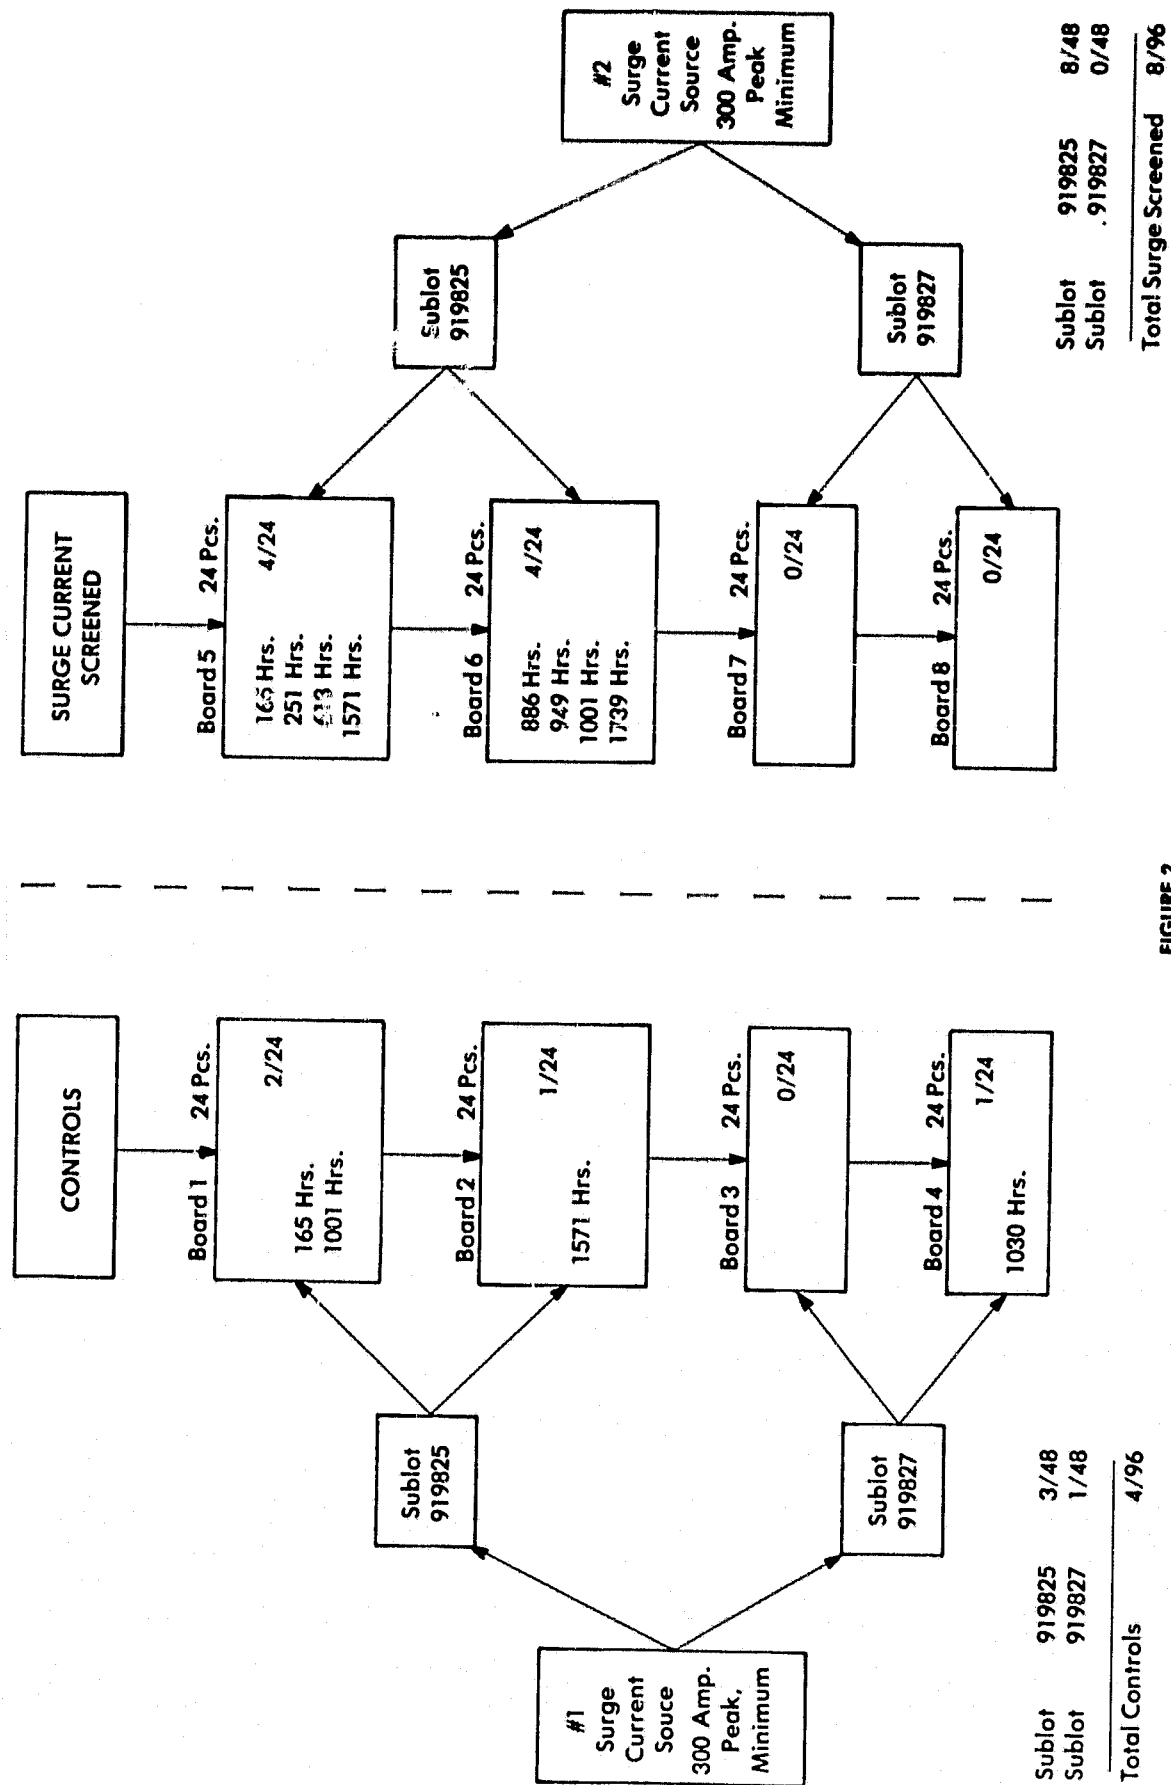 CONTROLS
Board 1 24 Pcs.
2/24
165 Hrs.
1001 Hrs.
Board 2 24 Pcs.
1/24
1571 Hrs.
Board 3 24 Pcs.
0/24
Board 4 24 Pcs.
1/24
1030 Hrs.
Sublot
919825
Sublot
919827
#1
Surge
Current
Souce
300 Amp.
Peak,
Minimum
Sublot 919825 3/48
Sublot 919827 1/48
Total Controls 4/96
SURGE CURRENT
SCREENED
Board 5 24 Pcs.
165 Hrs. 4/24
251 Hrs.
Hrs.
1571 Hrs.
Board 6 24 Pcs.
886 Hrs. 4/24
949 Hrs.
1001 Hrs.
1739 Hrs.
Board 7 24 Pcs.
0/24
Board 8 24 Pcs.
0/24
Sublot
919825
Sublot
919827
#2
Surge
Current
Source
300 Amp.
Peak
Minimum
Sublot 919825 8/48
Sublot .919827 0/48
Total Surge Screened 8/96
FIGURE 2